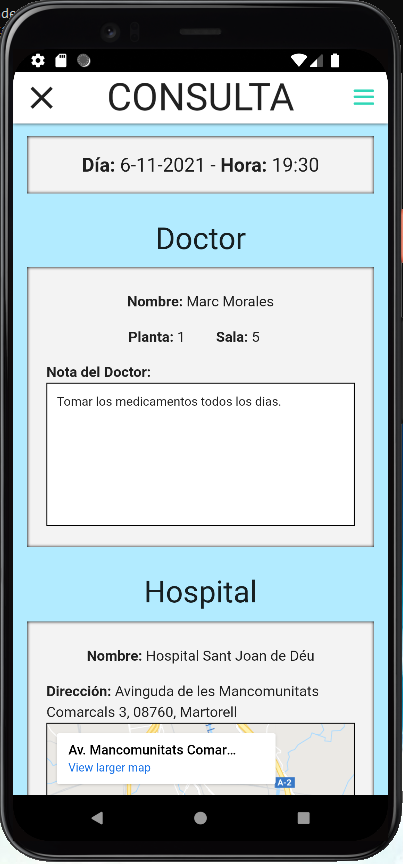 de
CONSULTA
Día: 6-11-2021 - Hora: 19:30
Doctor
Nombre: Marc Morales
Planta: 1 Sala: 5
Nota del Doctor:
Tomar los medicamentos todos los dias.
Hospital
Nombre: Hospital Sant Joan de Déu
Dirección: Avinguda de les Mancomunitats
Comarcals 3, 08760, Martorell
Av. Mancomunitats Comar...
View larger map
A-2